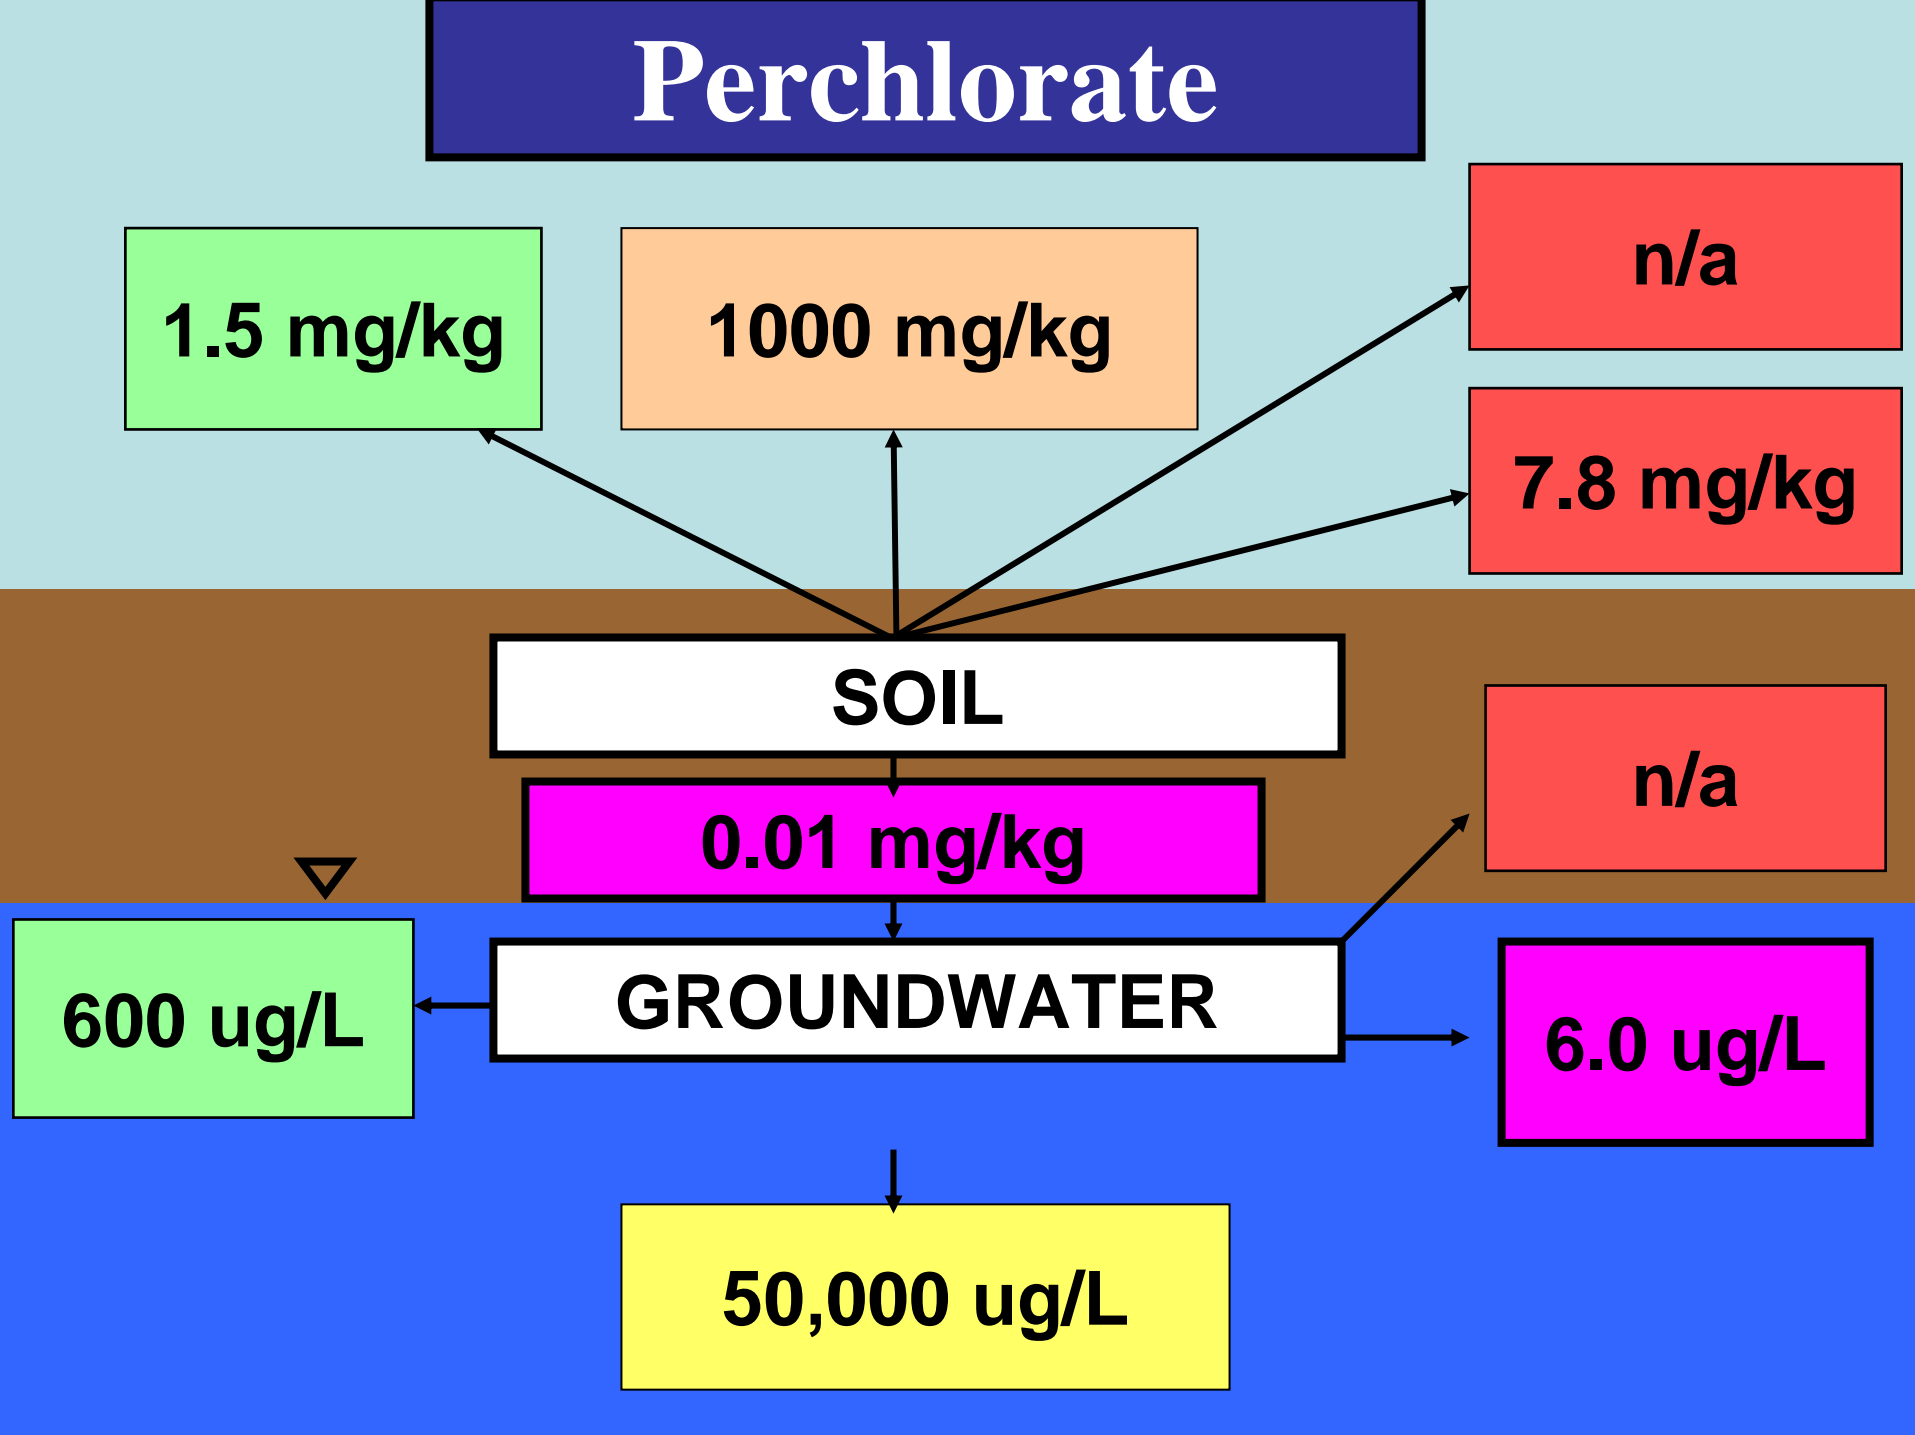 Perchlorate
1.5 mg/kg
1000 mg/kg
n/a
7.8 mg/kg
SOIL
n/a
0.01 mg/kg
600 ug/L
GROUNDWATER
6.0 ug/L
50,000 ug/L